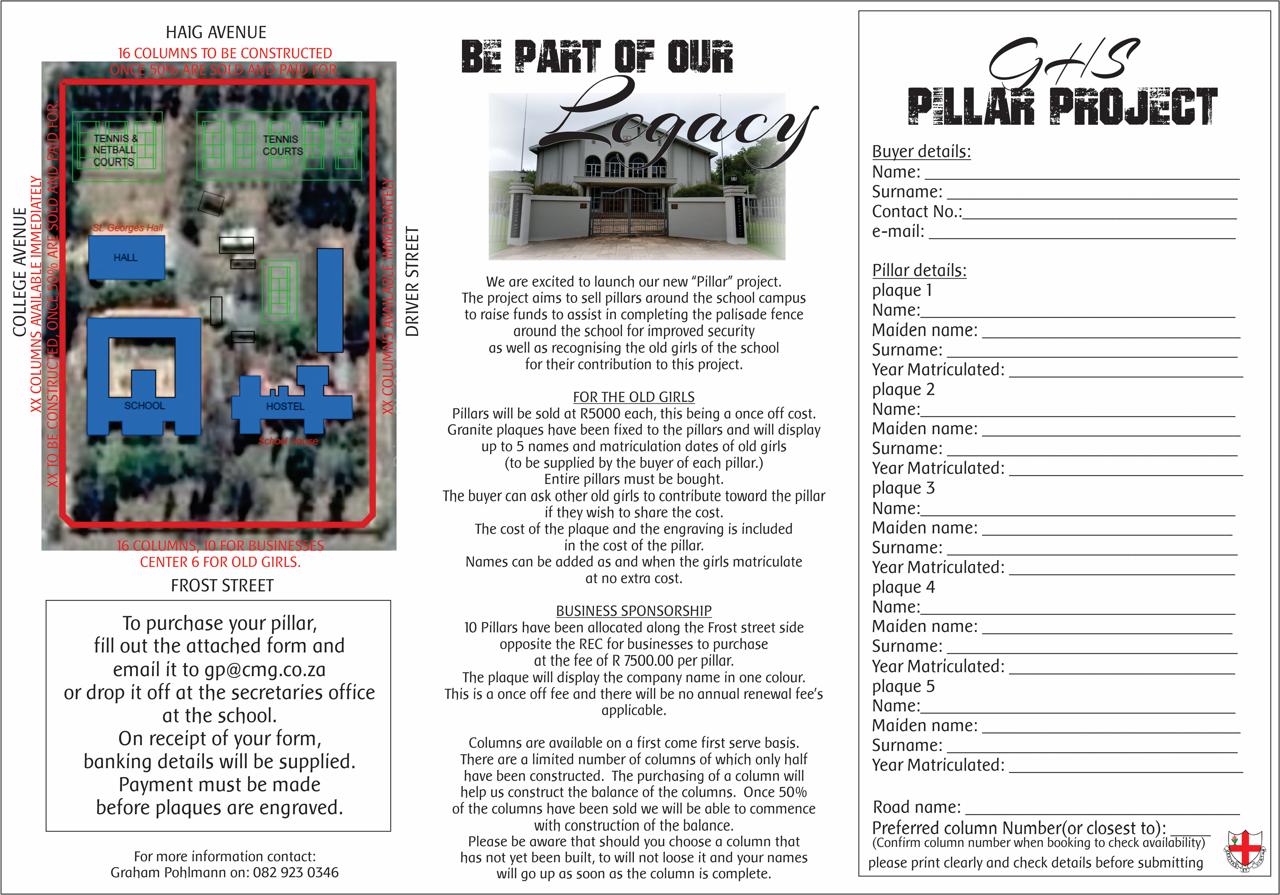 HAIG AVENUE
16 COLUMNS TO BE CONSTRUCTED
ONCE 50% ARE SOLD AND PAID FOR
COLLEGE AVENUE
XX COLUMNS AVAILABLE IMMEDIATELY
XX TO BE CONSTRUCTED, ONCE 50% ARE SOLD AND PAID FOR
TENNIS &
NETBALL
COURTS
TENNIS
COURTS
St. Georges Hall
HALL
SCHOOL
HOSTEL
School House
XX COLUMNS AVAILABLE IMMEDIATELY
DRIVER STREET
16 COLUMNS, 10 FOR BUSINESSES
CENTER 6 FOR OLD GIRLS.
FROST STREET
To purchase your pillar,
fill out the attached form and
email it to gp@cmg.co.za
or drop it off at the secretaries office
at the school.
On receipt of your form,
banking details will be supplied.
Payment must be made
before plaques are engraved.
For more information contact:
Graham Pohlmann on: 082 923 0346
BE PART OF OUR
Legacy
We are excited to launch our new “Pillar” project.
The project aims to sell pillars around the school campus
to raise funds to assist in completing the palisade fence
around the school for improved security
as well as recognising the old girls of the school
for their contribution to this project.
FOR THE OLD GIRLS
Pillars will be sold at R5000 each, this being a once off cost.
Granite plaques have been fixed to the pillars and will display
up to 5 names and matriculation dates of old girls
(to be supplied by the buyer of each pillar.)
Entire pillars must be bought.
The buyer can ask other old girls to contribute toward the pillar
if they wish to share the cost.
The cost of the plaque and the engraving is included
in the cost of the pillar.
Names can be added as and when the girls matriculate
at no extra cost.
BUSINESS SPONSORSHIP
10 Pillars have been allocated along the Frost street side
opposite the REC for businesses to purchase
at the fee of R 7500.00 per pillar.
The plaque will display the company name in one colour.
This is a once off fee and there will be no annual renewal fee’s
applicable.
Columns are available on a first come first serve basis.
There are a limited number of columns of which only half
have been constructed. The purchasing of a column will
help us construct the balance of the columns. Once 50%
of the columns have been sold we will be able to commence
with construction of the balance.
Please be aware that should you choose a column that
has not yet been built, to will not loose it and your names
will go up as soon as the column is complete.
GHS
PILLAR PROJECT
Buyer details:
Name:
Surname:
Contact No.:
e-mail:
Pillar details:
plaque 1
Name:
Maiden name:
Surname:
Year Matriculated:
plaque 2
Name:
Maiden name:
Surname:
Year Matriculated:
plaque 3
Name:
Maiden name:
Surname:
Year Matriculated:
plaque 4
Name:
Maiden name:
Surname:
Year Matriculated:
plaque 5
Name:
Maiden name:
Surname:
Year Matriculated:
Road name:
Preferred column Number(or closest to):
(Confirm column number when booking to check availability)
please print clearly and check details before submitting